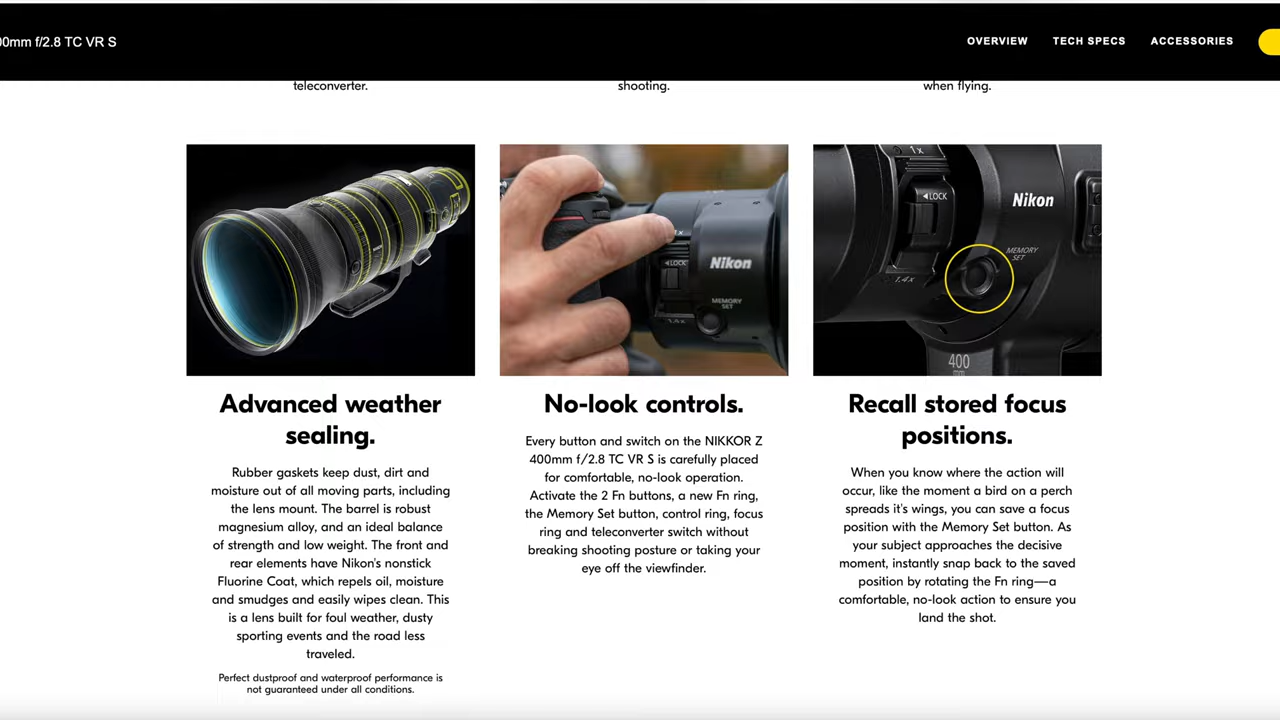 00mm f/2.8 TC VR S
OVERVIEW TECH SPECS ACCESSORIES
teleconverter. shooting. when flying.
1x
LOCK
Nikon
MEMORY
SET
1.4x
1x
LOCK
Nikon
MEMORY
SET
1.4x
400
mm
Advanced weather
sealing.
Rubber gaskets keep dust, dirt and
moisture out of all moving parts, including
the lens mount. The barrel is robust
magnesium alloy, and an ideal balance
of strength and low weight. The front and
rear elements have Nikon's nonstick
Fluorine Coat, which repels oil, moisture
and smudges and easily wipes clean. This
is a lens built for foul weather, dusty
sporting events and the road less
traveled.
Perfect dustproof and waterproof performance is
not guaranteed under all conditions.
No-look controls.
Every button and switch on the NIKKOR Z
400mm f/2.8 TC VR S is carefully placed
for comfortable, no-look operation.
Activate the 2 Fn buttons, a new Fn ring,
the Memory Set button, control ring, focus
ring and teleconverter switch without
breaking shooting posture or taking your
eye off the viewfinder.
Recall stored focus
positions.
When you know where the action will
occur, like the moment a bird on a perch
spreads it's wings, you can save a focus
position with the Memory Set button. As
your subject approaches the decisive
moment, instantly snap back to the saved
position by rotating the Fn ring—a
comfortable, no-look action to ensure you
land the shot.